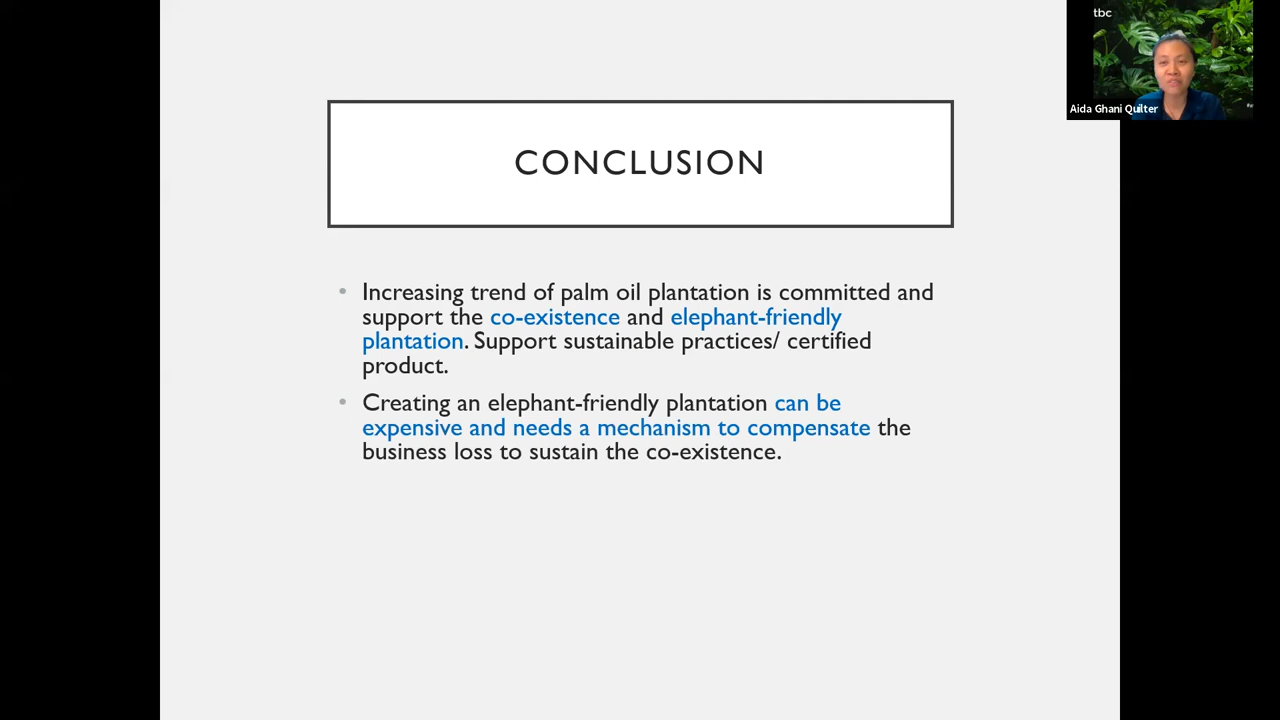 tbc
Aida Ghani Quilter
CONCLUSION
• Increasing trend of palm oil plantation is committed and
support the co-existence and elephant-friendly
plantation. Support sustainable practices/ certified
product.
• Creating an elephant-friendly plantation can be
expensive and needs a mechanism to compensate the
business loss to sustain the co-existence.